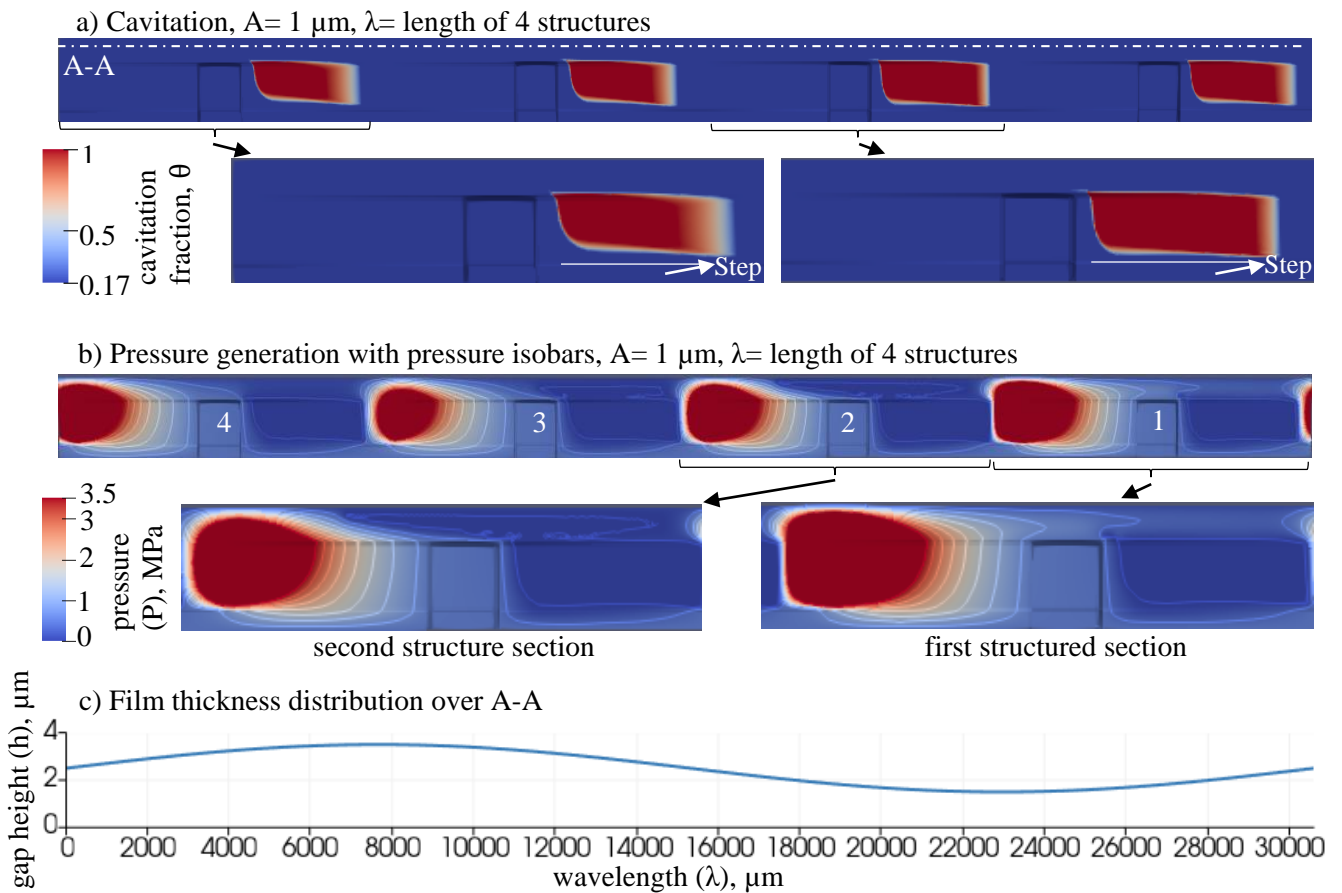 a) Cavitation, A= 1 µm, λ= length of 4 structures
A-A
1
0.5
0.17
cavitation
fraction, θ
Step
Step
b) Pressure generation with pressure isobars, A= 1 µm, λ= length of 4 structures
4
3
2
1
3.5
3
2
1
0
pressure
(P), MPa
second structure section
first structured section
c) Film thickness distribution over A-A
gap height (h), µm
4
2
0
0 2000 4000 6000 8000 10000 12000 14000 16000 18000 20000 22000 24000 26000 28000 30000
wavelength (λ), µm